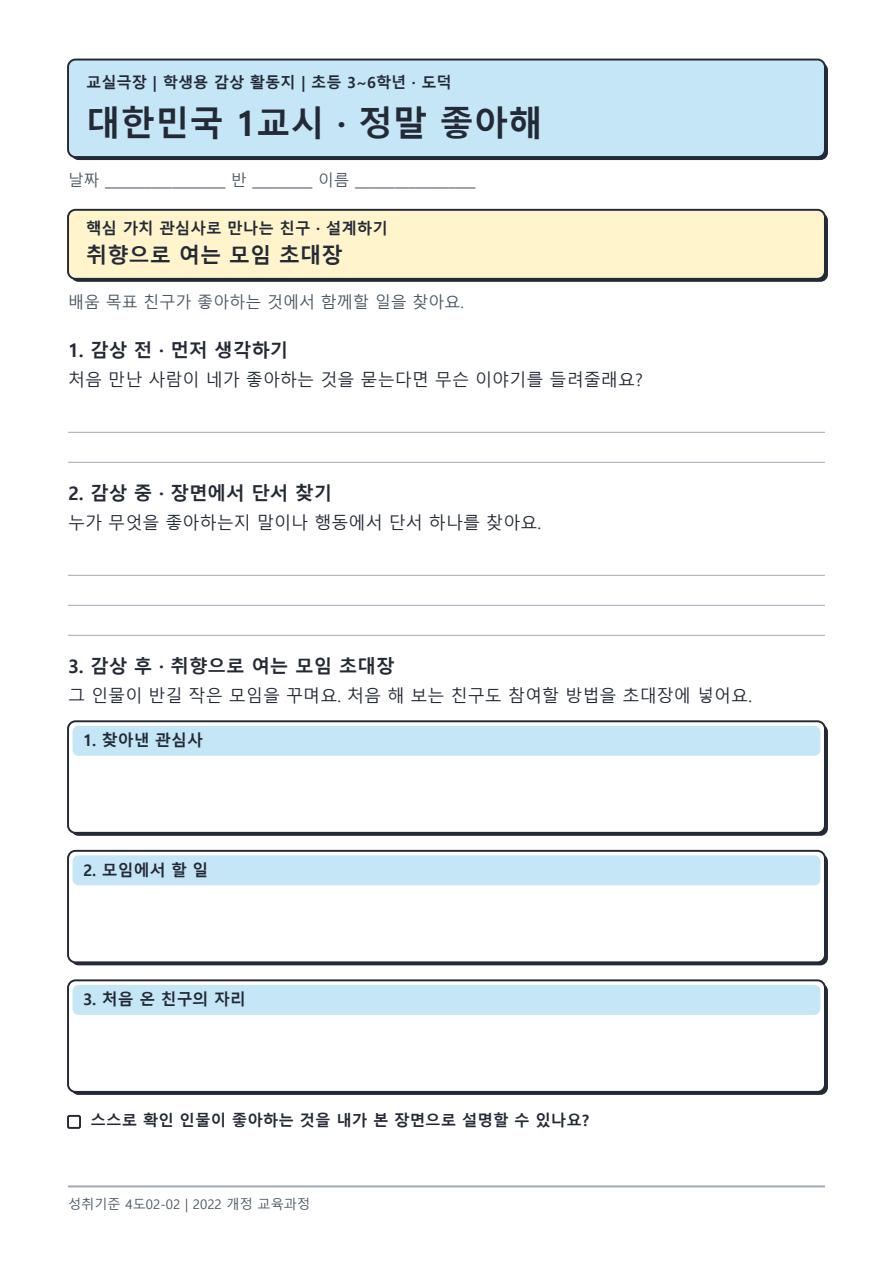 교실극장 | 학생용 감상 활동지 | 초등 3~6학년 · 도덕
대한민국 1교시 · 정말 좋아해
날짜 _______________ 반 ________ 이름 _______________
핵심 가치 관심사로 만나는 친구 · 설계하기
취향으로 여는 모임 초대장
배움 목표 친구가 좋아하는 것에서 함께할 일을 찾아요.
1. 감상 전 · 먼저 생각하기
처음 만난 사람이 네가 좋아하는 것을 묻는다면 무슨 이야기를 들려줄래요?
2. 감상 중 · 장면에서 단서 찾기
누가 무엇을 좋아하는지 말이나 행동에서 단서 하나를 찾아요.
3. 감상 후 · 취향으로 여는 모임 초대장
그 인물이 반길 작은 모임을 꾸며요. 처음 해 보는 친구도 참여할 방법을 초대장에 넣어요.
1. 찾아낸 관심사
2. 모임에서 할 일
3. 처음 온 친구의 자리
스스로 확인 인물이 좋아하는 것을 내가 본 장면으로 설명할 수 있나요?
성취기준 4도02-02 | 2022 개정 교육과정